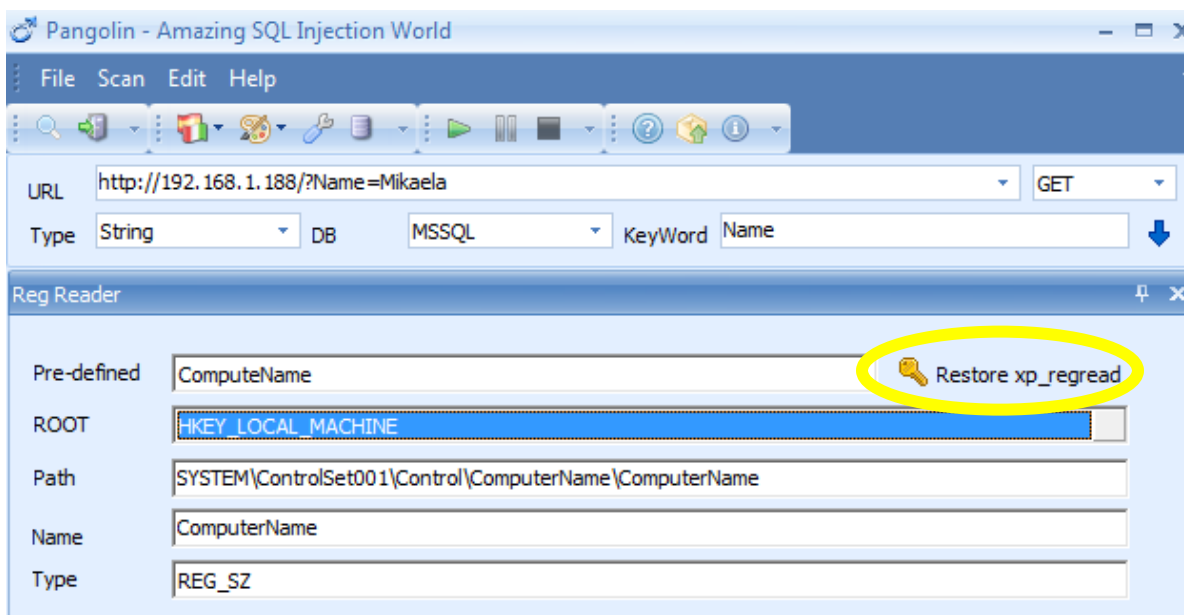 Pangolin - Amazing SQL Injection World
File Scan Edit Help
URL http://192.168.1.188/?Name=Mikaela GET
Type String DB MSSQL KeyWord Name
Reg Reader
Pre-defined ComputeName Restore xp_regread
ROOT HKEY_LOCAL_MACHINE
Path SYSTEM\ControlSet001\Control\ComputerName\ComputerName
Name ComputerName
Type REG_SZ